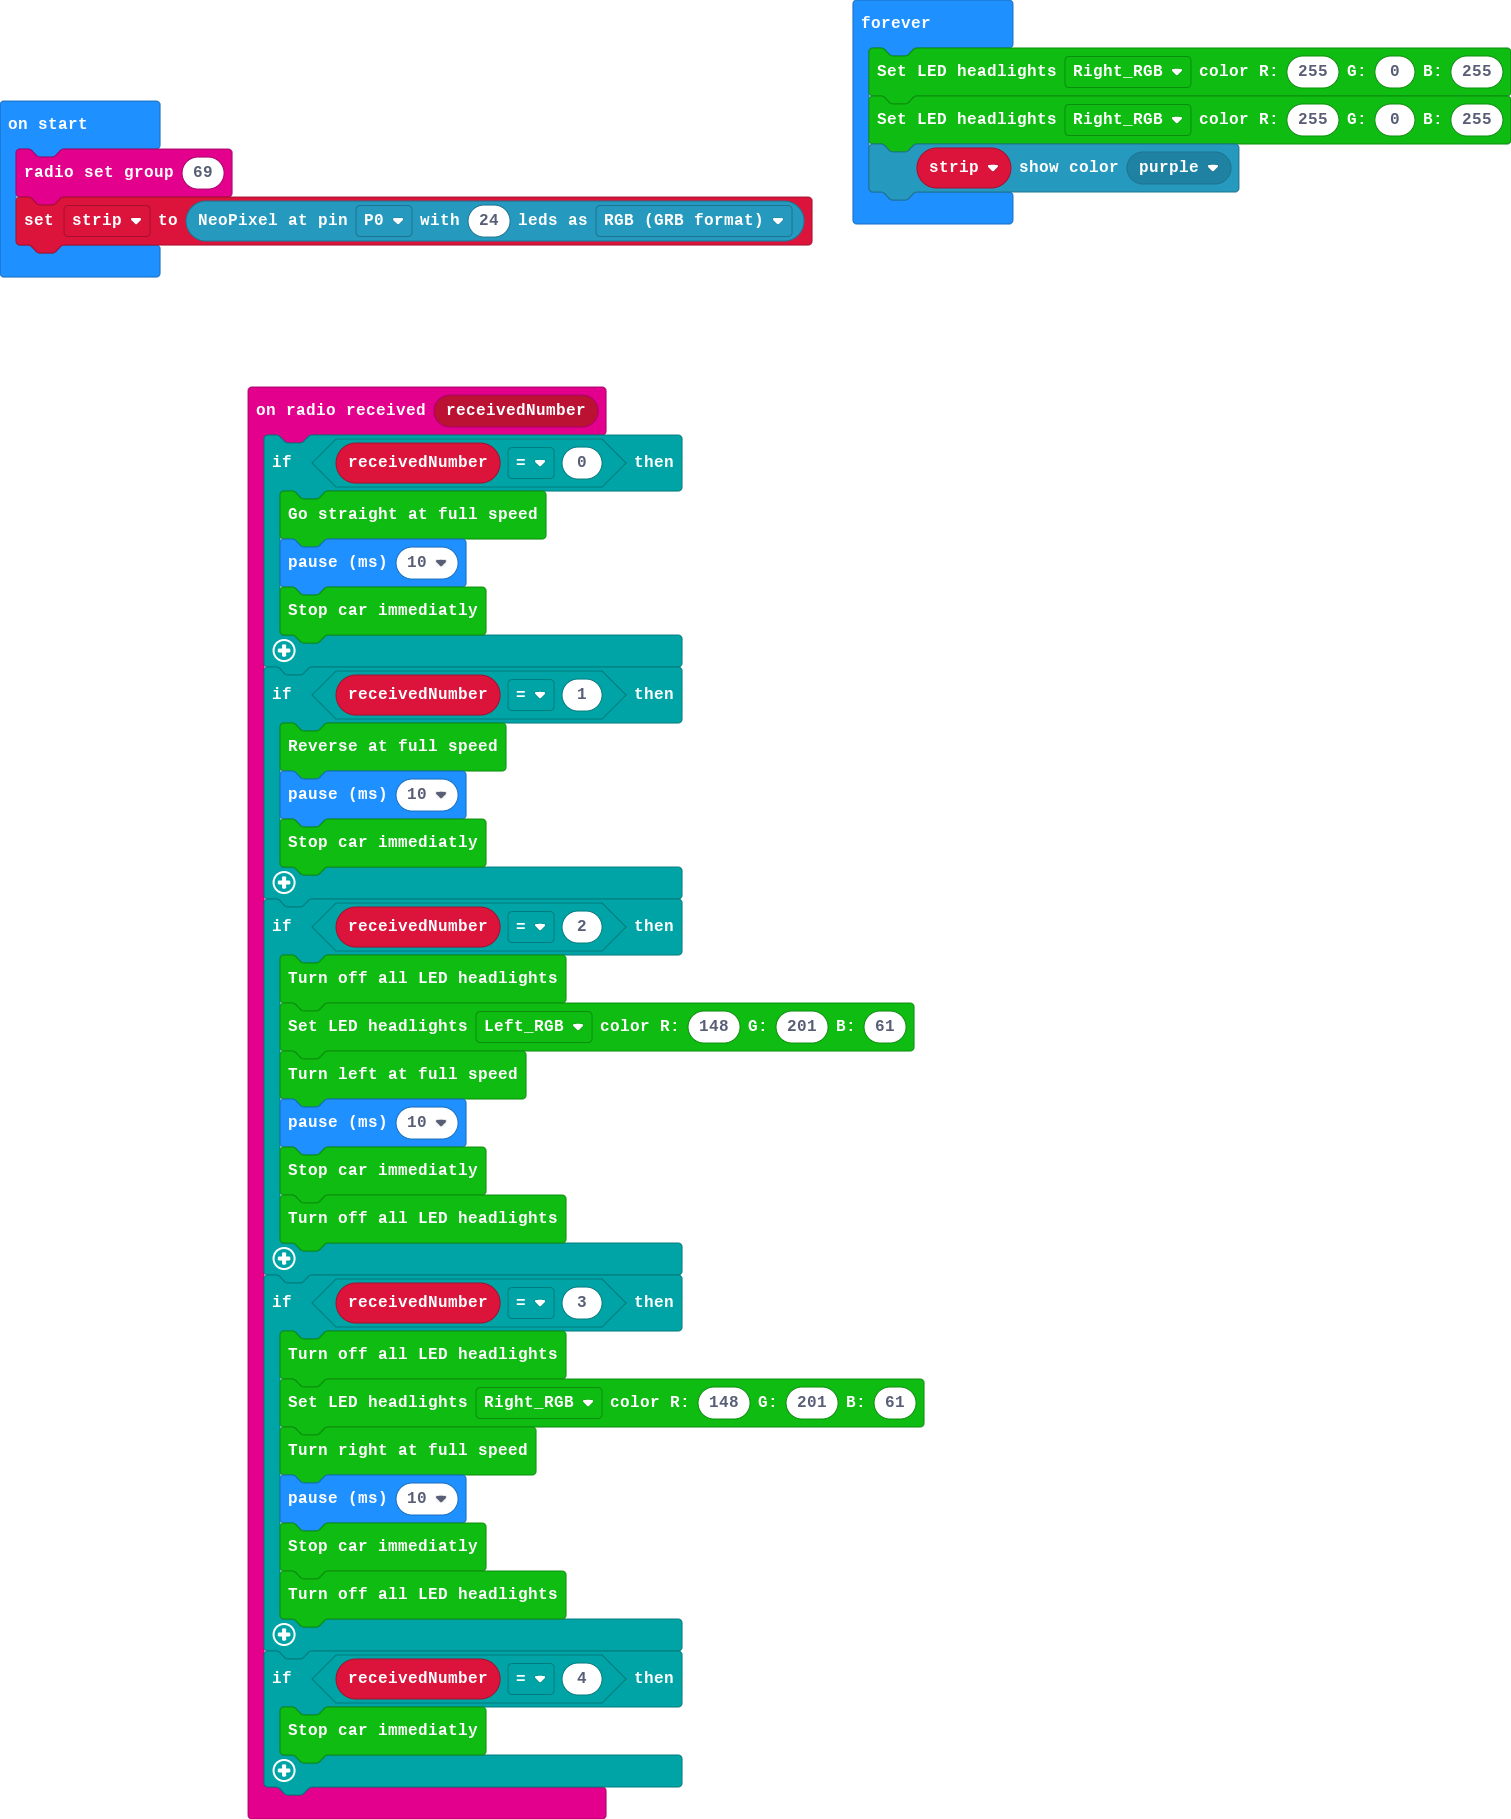 on start
radio set group 69
set strip to NeoPixel at pin P0 with 24 leds as RGB (GRB format)
forever
Set LED headlights Right_RGB color R: 255 G: 0 B: 255
Set LED headlights Right_RGB color R: 255 G: 0 B: 255
strip show color purple
on radio received receivedNumber
if receivedNumber = 0 then
Go straight at full speed
pause (ms) 10
Stop car immediatly
if receivedNumber = 1 then
Reverse at full speed
pause (ms) 10
Stop car immediatly
if receivedNumber = 2 then
Turn off all LED headlights
Set LED headlights Left_RGB color R: 148 G: 201 B: 61
Turn left at full speed
pause (ms) 10
Stop car immediatly
Turn off all LED headlights
if receivedNumber = 3 then
Turn off all LED headlights
Set LED headlights Right_RGB color R: 148 G: 201 B: 61
Turn right at full speed
pause (ms) 10
Stop car immediatly
Turn off all LED headlights
if receivedNumber = 4 then
Stop car immediatly